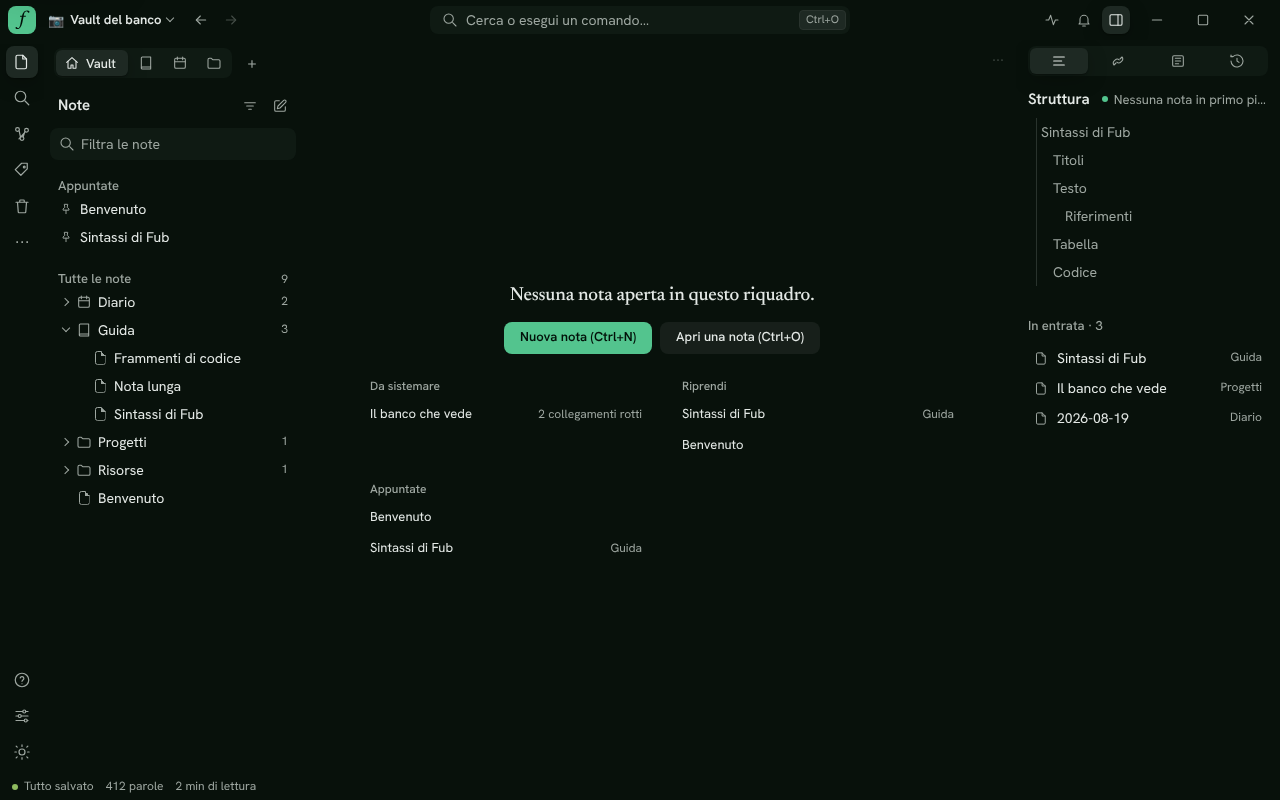 f
Vault del banco
Cerca o esegui un comando...
Ctrl+O
Vault
Note
Filtra le note
Appuntate
Benvenuto
Sintassi di Fub
Tutte le note 9
Diario 2
Guida 3
Frammenti di codice
Nota lunga
Sintassi di Fub
Progetti 1
Risorse 1
Benvenuto
Nessuna nota aperta in questo riquadro.
Nuova nota (Ctrl+N)
Apri una nota (Ctrl+O)
Da sistemare
Il banco che vede 2 collegamenti rotti
Riprendi
Sintassi di Fub Guida
Benvenuto
Appuntate
Benvenuto
Sintassi di Fub Guida
Struttura
Nessuna nota in primo pi...
Sintassi di Fub
Titoli
Testo
Riferimenti
Tabella
Codice
In entrata · 3
Sintassi di Fub Guida
Il banco che vede Progetti
2026-08-19 Diario
Tutto salvato 412 parole 2 min di lettura